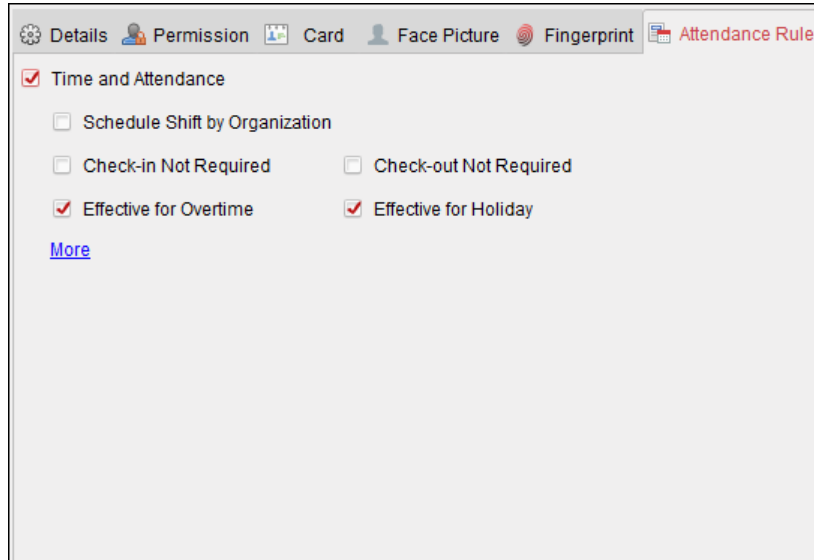 Details Permission Card Face Picture Fingerprint Attendance Rule
Time and Attendance
Schedule Shift by Organization
Check-in Not Required Check-out Not Required
Effective for Overtime Effective for Holiday
More